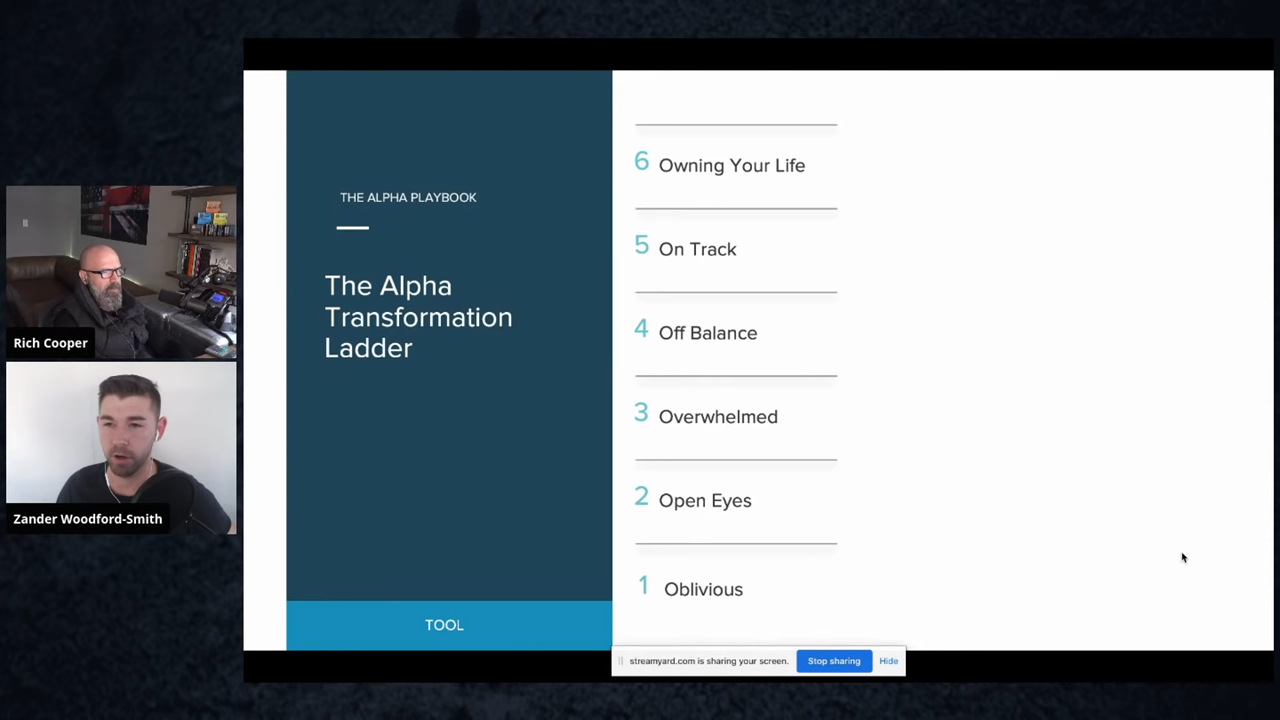 Rich Cooper
Zander Woodford-Smith
THE ALPHA PLAYBOOK
The Alpha
Transformation
Ladder
TOOL
6 Owning Your Life
5 On Track
4 Off Balance
3 Overwhelmed
2 Open Eyes
1 Oblivious
streamyard.com is sharing your screen.
Stop sharing
Hide